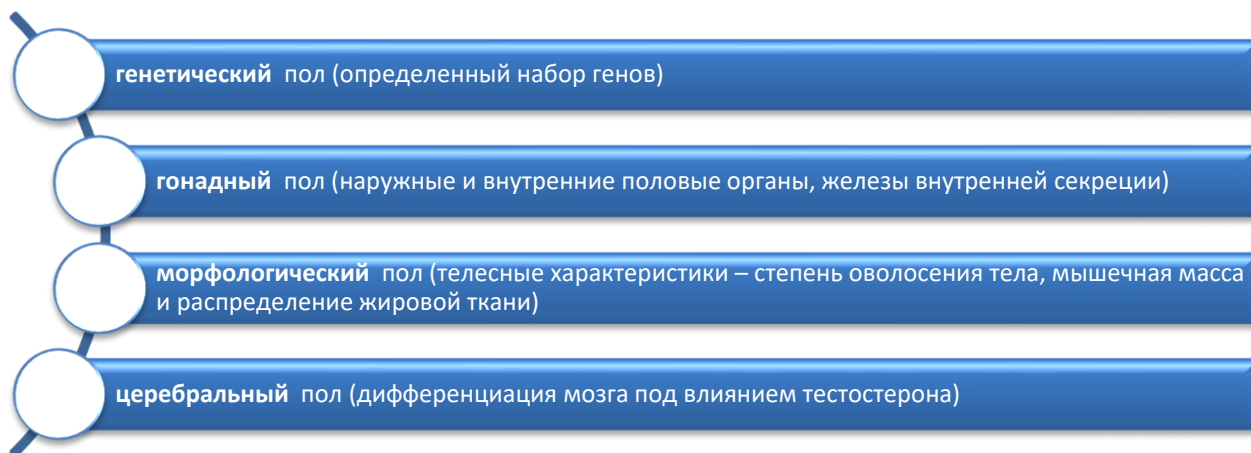 генетический пол (определенный набор генов)
гонадный пол (наружные и внутренние половые органы, железы внутренней секреции)
морфологический пол (телесные характеристики – степень оволосения тела, мышечная масса
и распределение жировой ткани)
церебральный пол (дифференциация мозга под влиянием тестостерона)